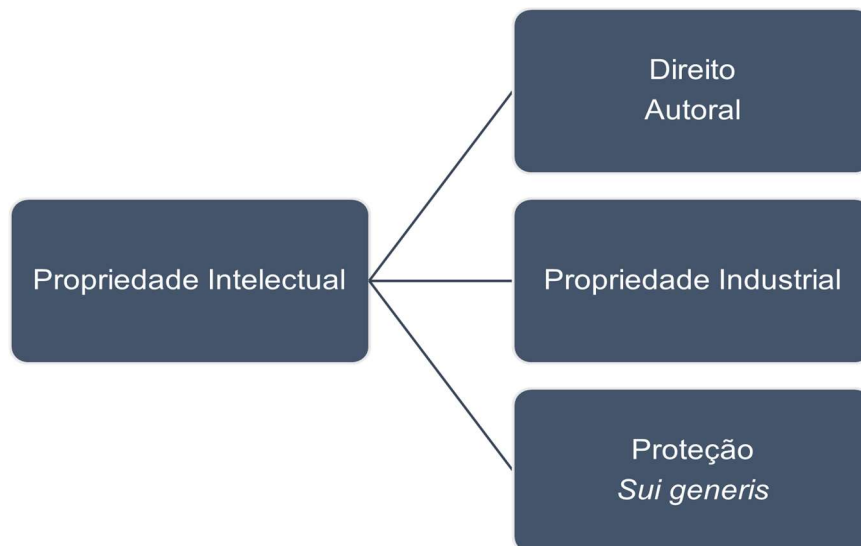 Direito
Autoral
Propriedade Intelectual
Propriedade Industrial
Proteção
Sui generis